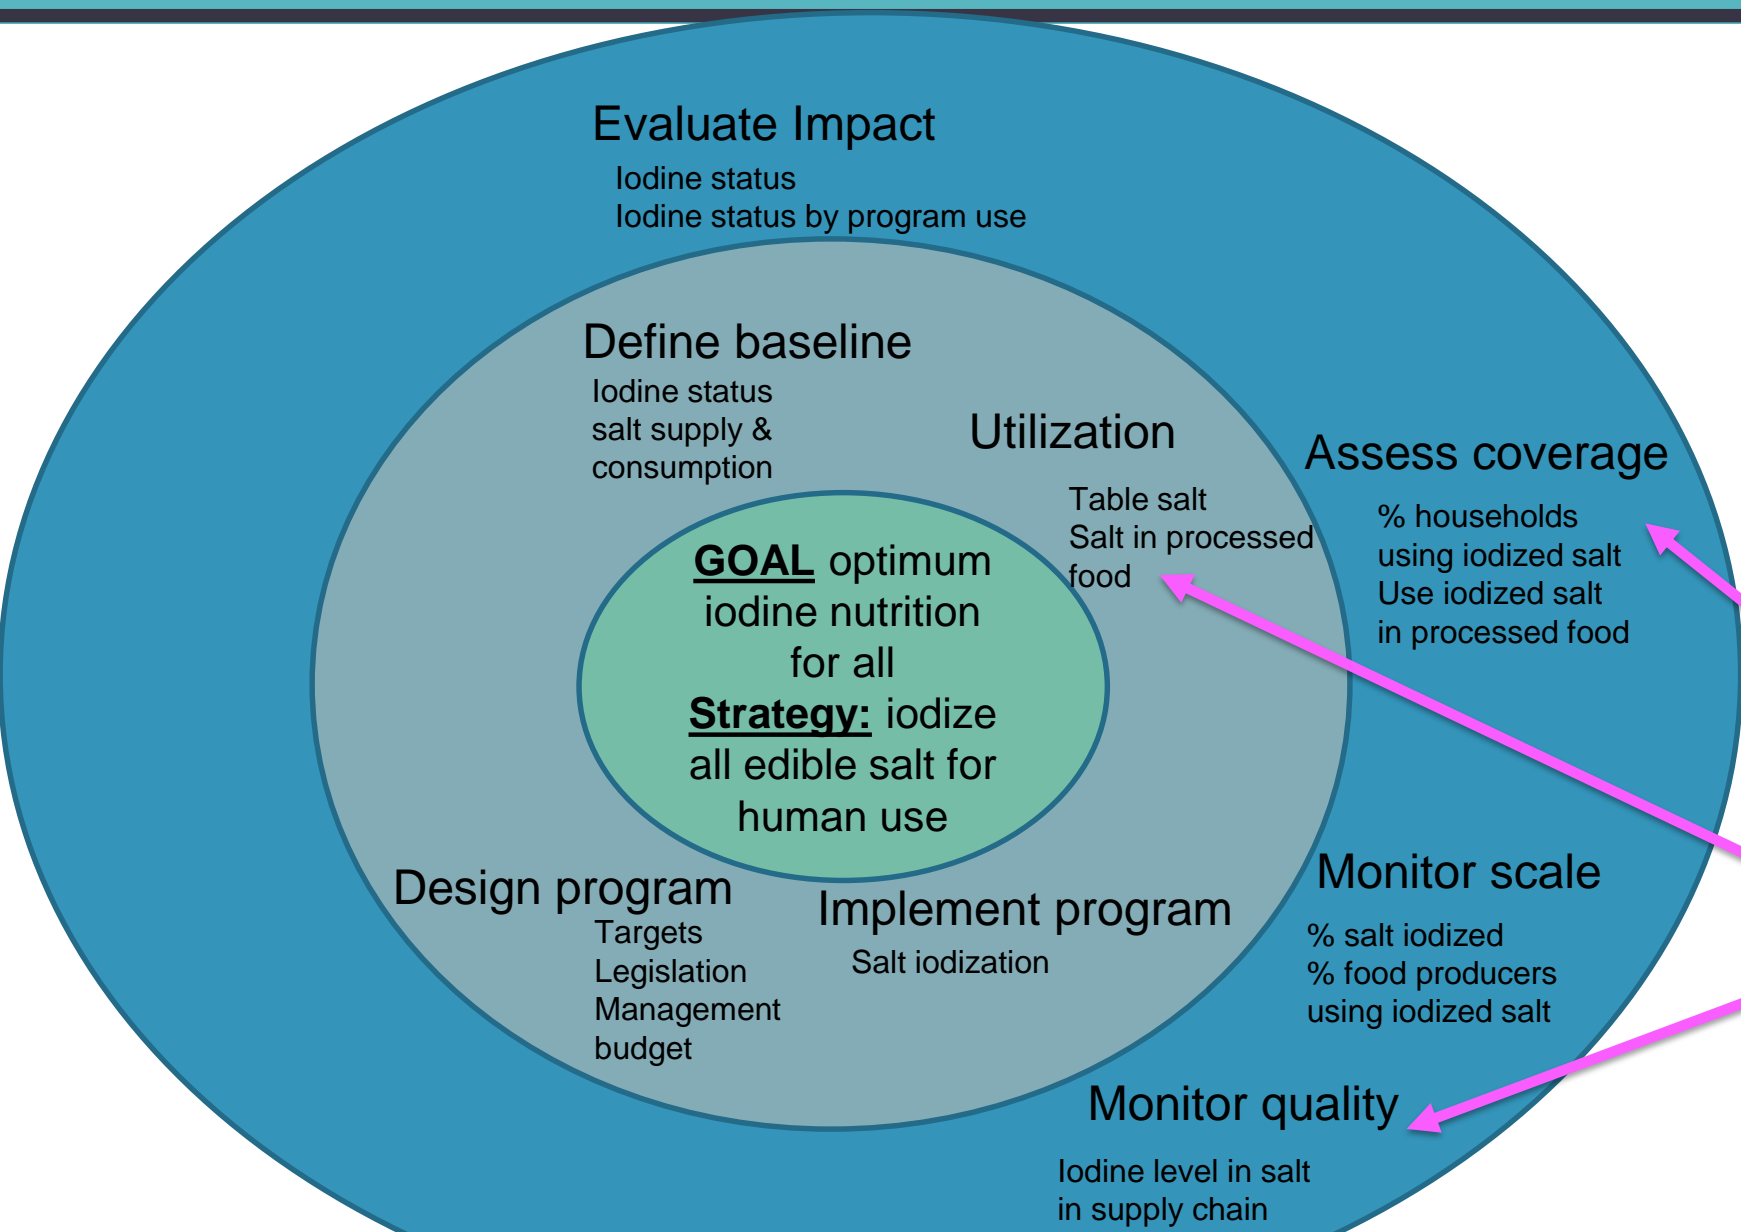 Evaluate Impact
Iodine status
Iodine status by program use
Define baseline
Iodine status
salt supply &
consumption
Utilization
Table salt
Salt in processed
food
Assess coverage
% households
using iodized salt
Use iodized salt
in processed food
GOAL optimum
iodine nutrition
for all
Strategy: iodize
all edible salt for
human use
Design program
Targets
Legislation
Management
budget
Implement program
Salt iodization
Monitor scale
% salt iodized
% food producers
using iodized salt
Monitor quality
Iodine level in salt
in supply chain